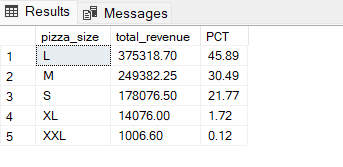 Results Messages
pizza_size total_revenue PCT
1 L 375318.70 45.89
2 M 249382.25 30.49
3 S 178076.50 21.77
4 XL 14076.00 1.72
5 XXL 1006.60 0.12